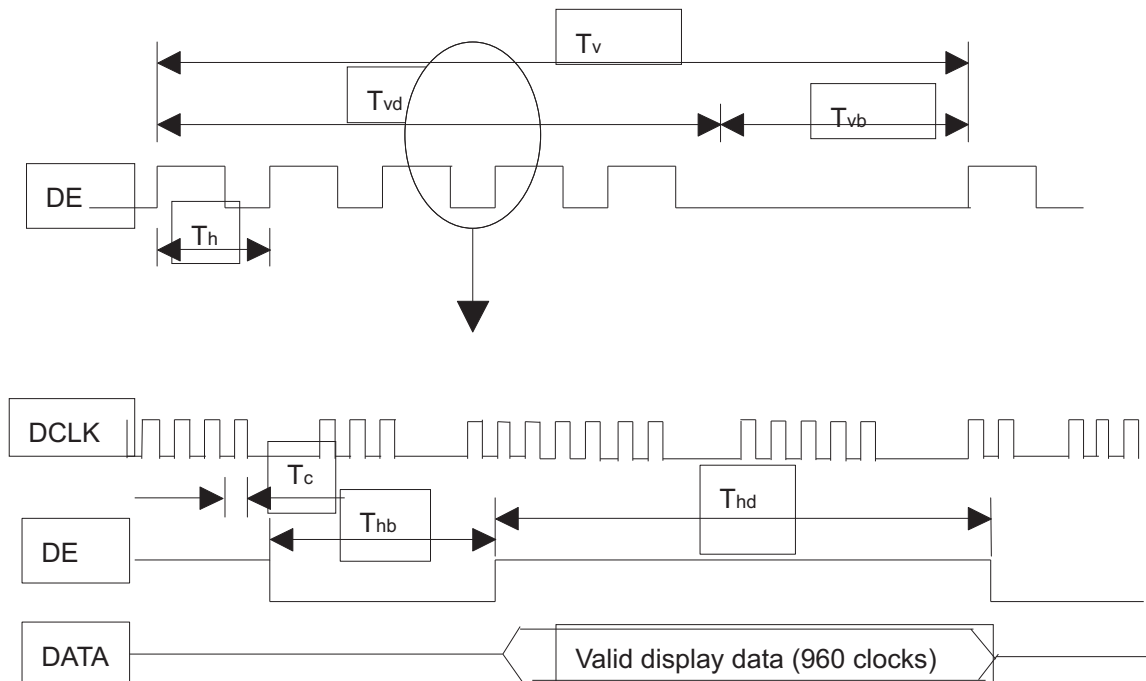 Tv
Tvd
Tvb
DE
Th
DCLK
Tc
Thb
Thd
DE
DATA
Valid display data (960 clocks)